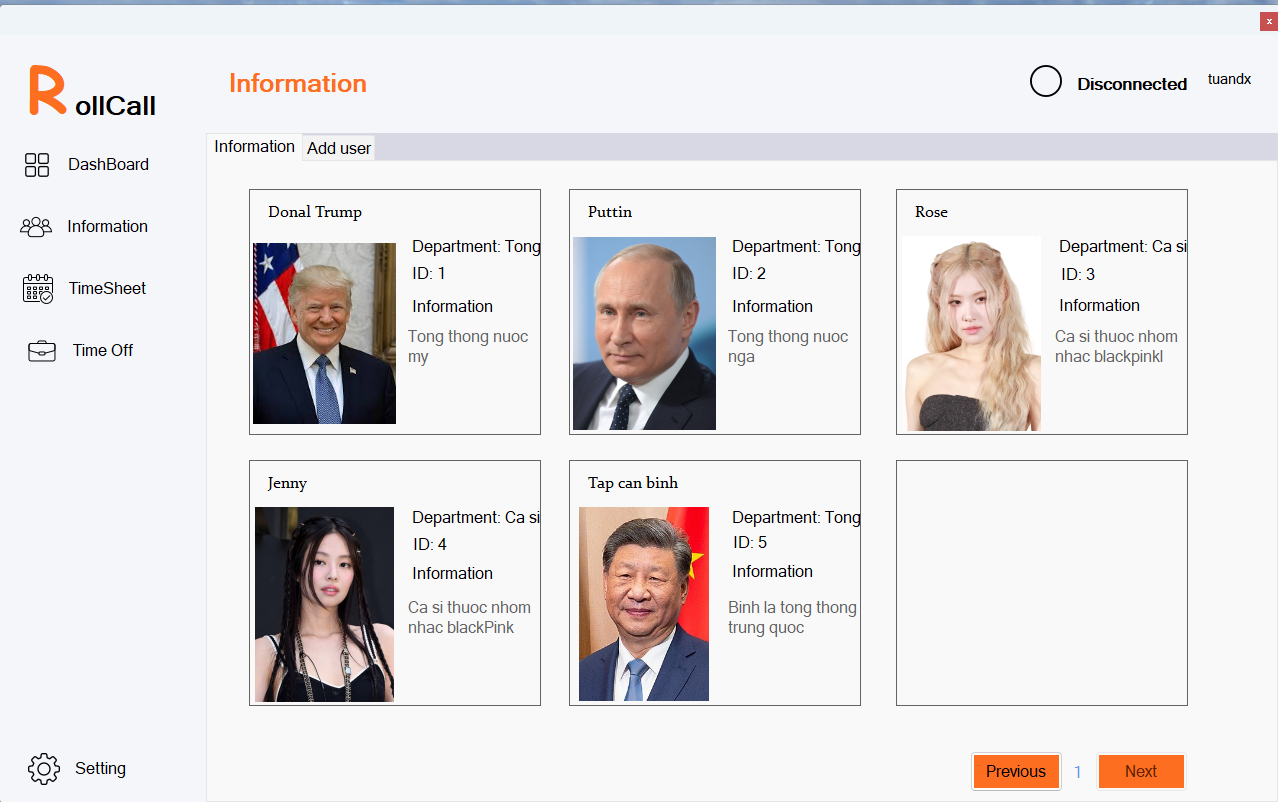 x
RollCall
Information
Disconnected
tuandx
DashBoard
Information
TimeSheet
Time Off
Setting
Information
Add user
Donal Trump
Department: Tong
ID: 1
Information
Tong thong nuoc
my
Puttin
Department: Tong
ID: 2
Information
Tong thong nuoc
nga
Rose
Department: Ca si
ID: 3
Information
Ca si thuoc nhom
nhac blackpinkl
Jenny
Department: Ca si
ID: 4
Information
Ca si thuoc nhom
nhac blackPink
Tap can binh
Department: Tong
ID: 5
Information
Binh la tong thong
trung quoc
Previous
1
Next